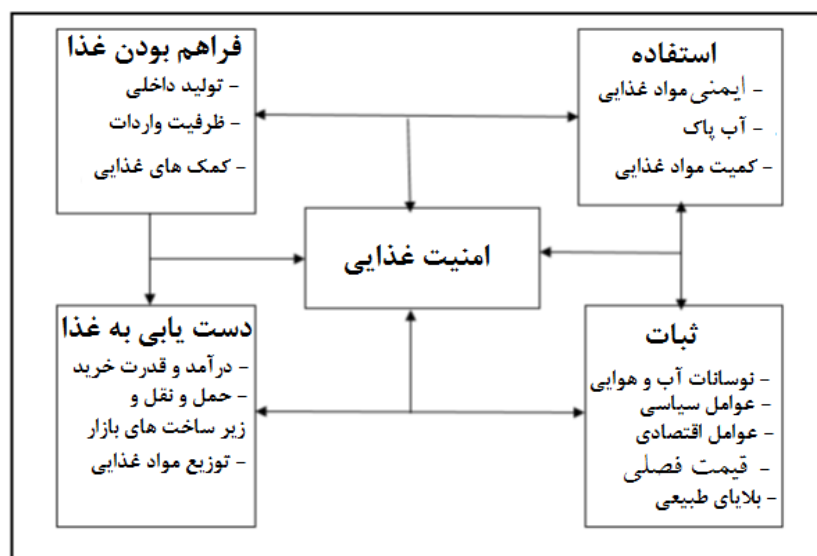 استفاده
- ایمنی مواد غذایی
- آب پاک
- کمیت مواد غذایی
فراهم بودن غذا
- تولید داخلی
- ظرفیت واردات
- کمک های غذایی
امنیت غذایی
ثبات
- نوسانات آب و هوایی
- عوامل سیاسی
- عوامل اقتصادی
- قیمت فصلی
- بلایای طبیعی
دست یابی به غذا
- درآمد و قدرت خرید
- حمل و نقل و
زیر ساخت های بازار
- توزیع مواد غذایی